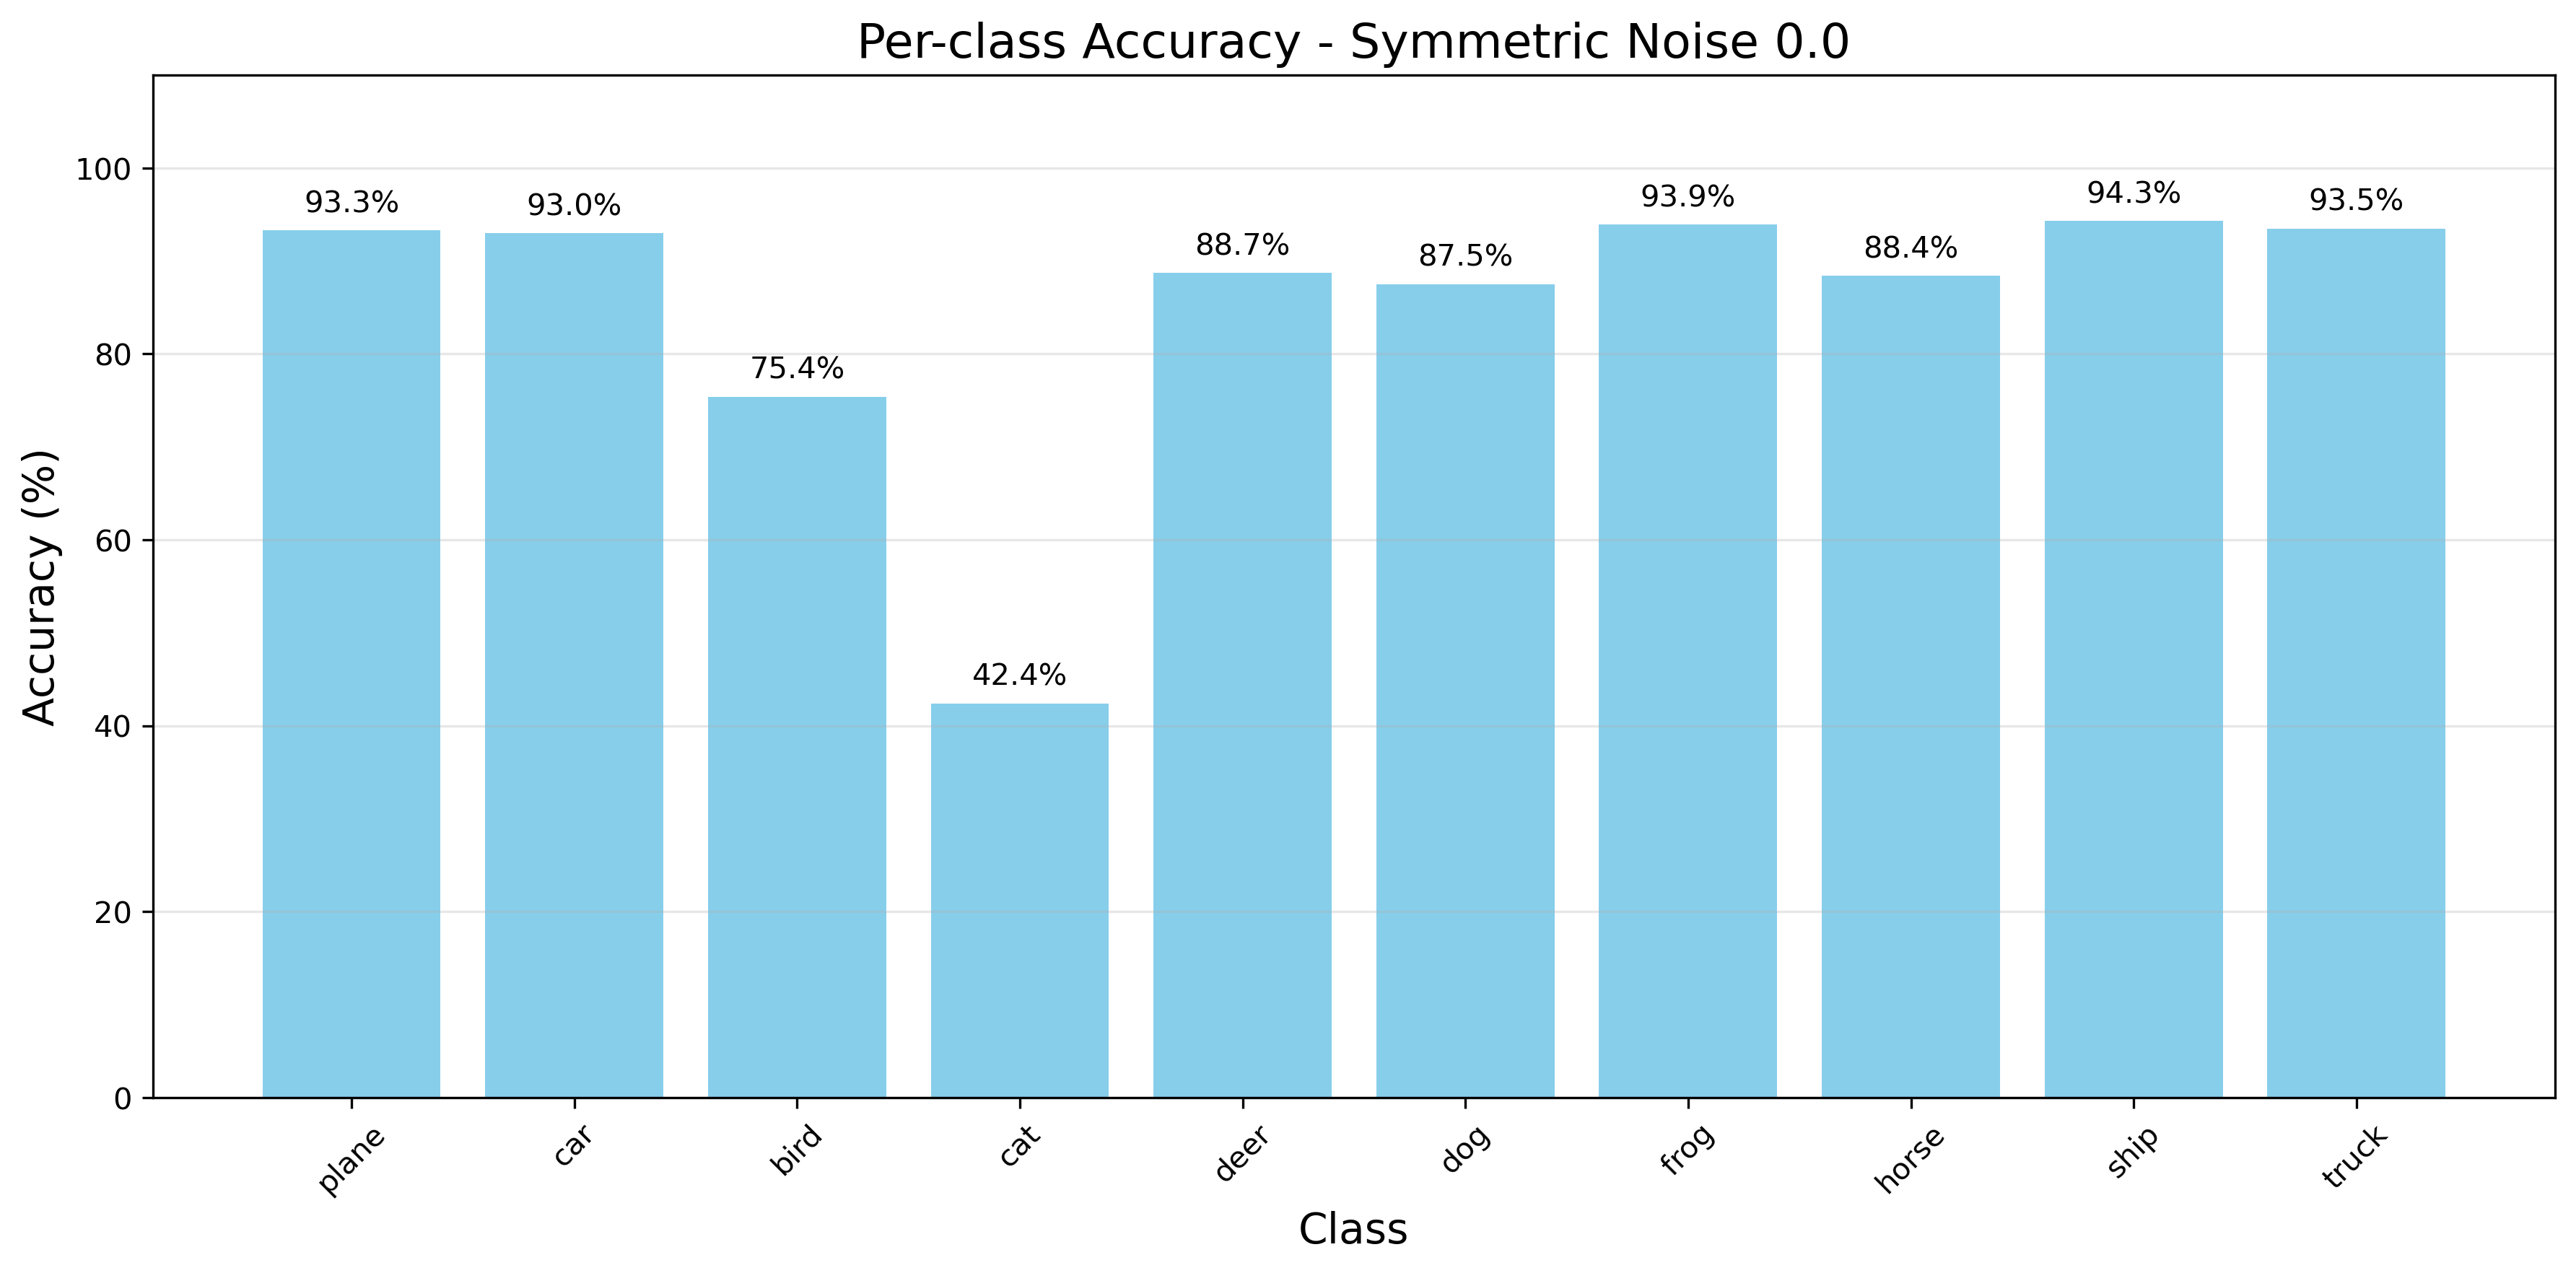 Per-class Accuracy - Symmetric Noise 0.0
Accuracy (%)
100
80
60
40
20
0
93.3%
93.0%
75.4%
42.4%
88.7%
87.5%
93.9%
88.4%
94.3%
93.5%
plane
car
bird
cat
deer
dog
frog
horse
ship
truck
Class